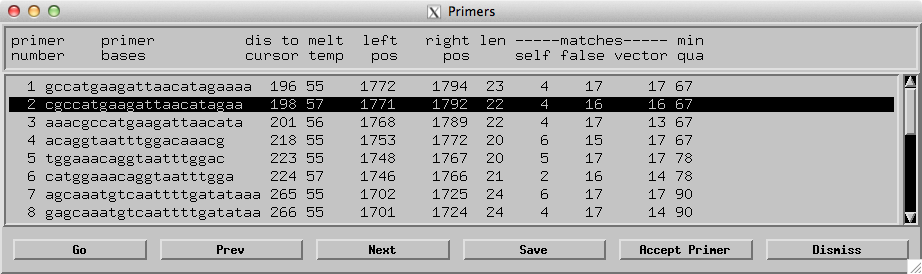 Primers
primer primer dis to melt left right len -----matches----- min
number bases cursor temp pos pos self false vector qua
1 gccatgaagattaacatagaaaa 196 55 1772 1794 23 4 17 17 67
2 cgccatgaagattaacatagaa 198 57 1771 1792 22 4 16 16 67
3 aaacgccatgaagattaacata 201 56 1768 1789 22 4 17 13 67
4 acaggtaatttggacaaacg 218 55 1753 1772 20 6 15 17 67
5 tggaaacaggtaatttggac 223 55 1748 1767 20 5 17 17 78
6 catggaaacaggtaatttgga 224 57 1746 1766 21 2 16 14 78
7 agcaaatgtcaattttgatataaa 265 55 1702 1725 24 6 17 17 90
8 gagcaaatgtcaattttgatataa 266 55 1701 1724 24 4 17 14 90
Go Prev Next Save Accept Primer Dismiss